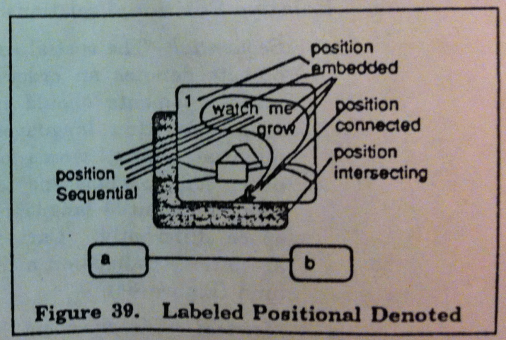 position
embedded
1
watch me
grow
position
connected
position
intersecting
position
Sequential
a
b
Figure 39. Labeled Positional Denoted